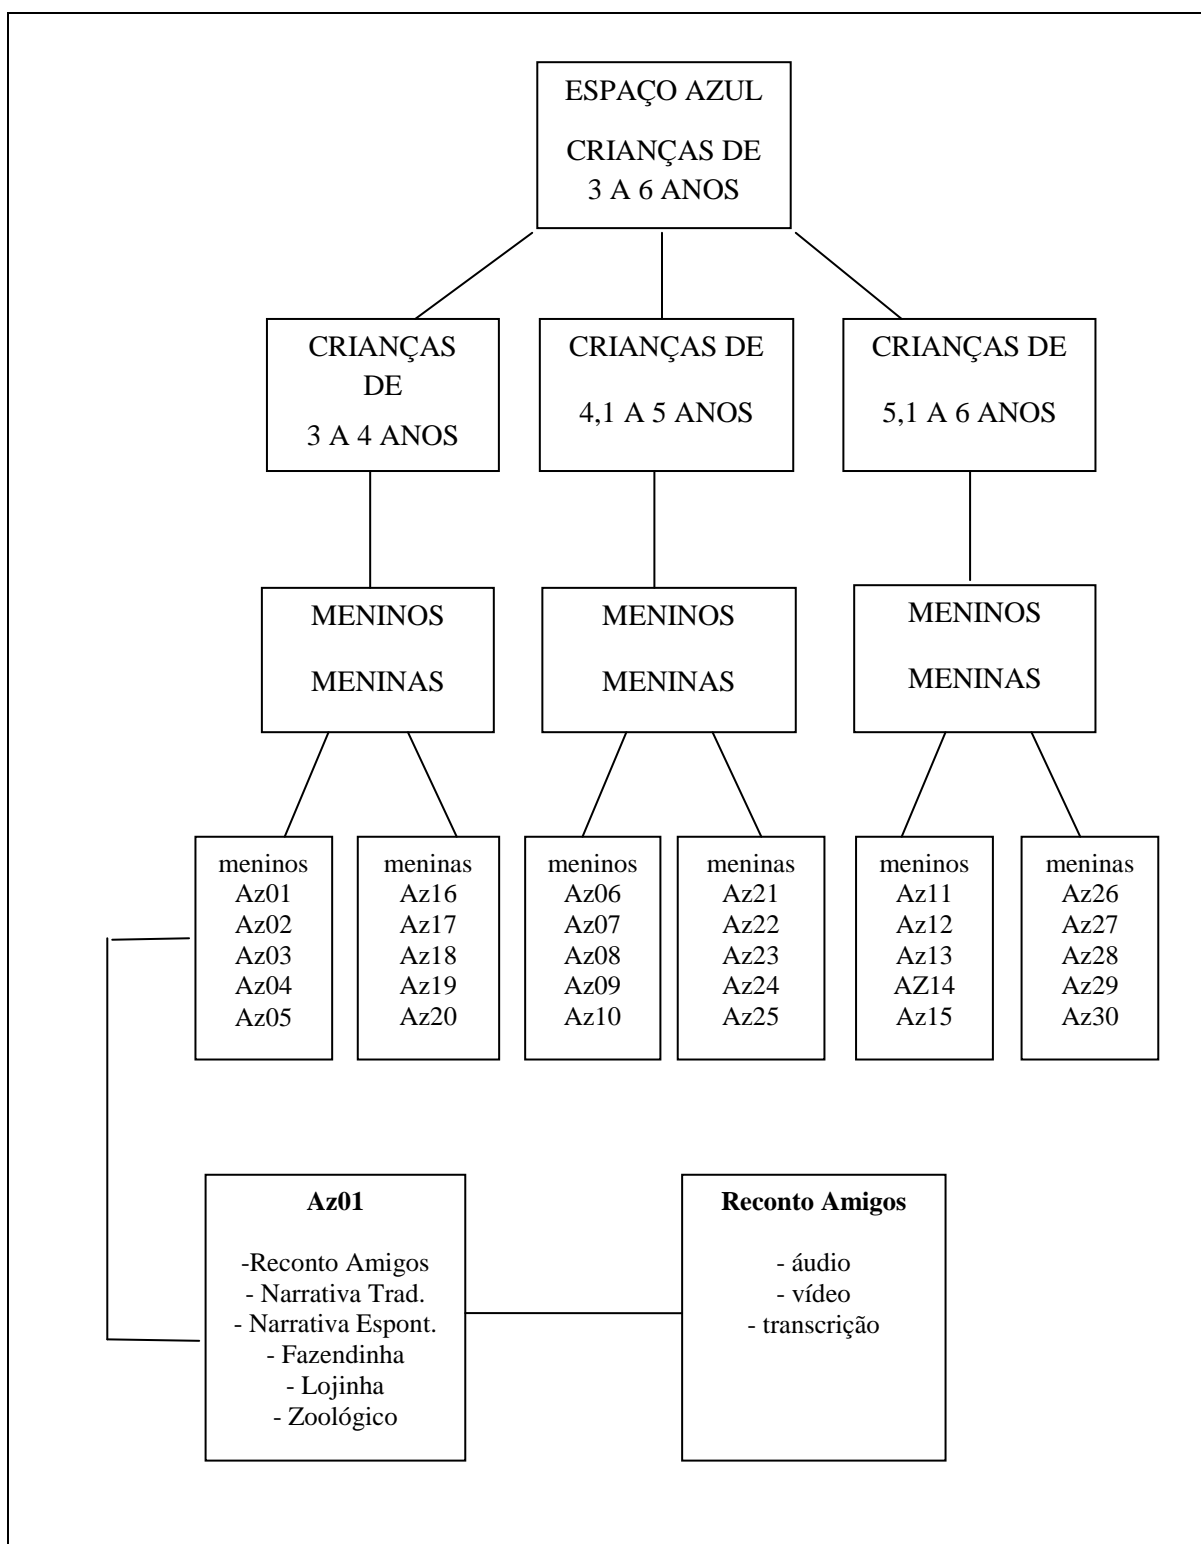 ESPAÇO AZUL
CRIANÇAS DE
3 A 6 ANOS
CRIANÇAS
DE
3 A 4 ANOS
CRIANÇAS DE
4,1 A 5 ANOS
CRIANÇAS DE
5,1 A 6 ANOS
MENINOS
MENINAS
MENINOS
MENINAS
MENINOS
MENINAS
meninos
Az01
Az02
Az03
Az04
Az05
meninas
Az16
Az17
Az18
Az19
Az20
meninos
Az06
Az07
Az08
Az09
Az10
meninas
Az21
Az22
Az23
Az24
Az25
meninos
Az11
Az12
Az13
AZ14
Az15
meninas
Az26
Az27
Az28
Az29
Az30
Az01
-Reconto Amigos
- Narrativa Trad.
- Narrativa Espont.
- Fazendinha
- Lojinha
- Zoológico
Reconto Amigos
- áudio
- vídeo
- transcrição